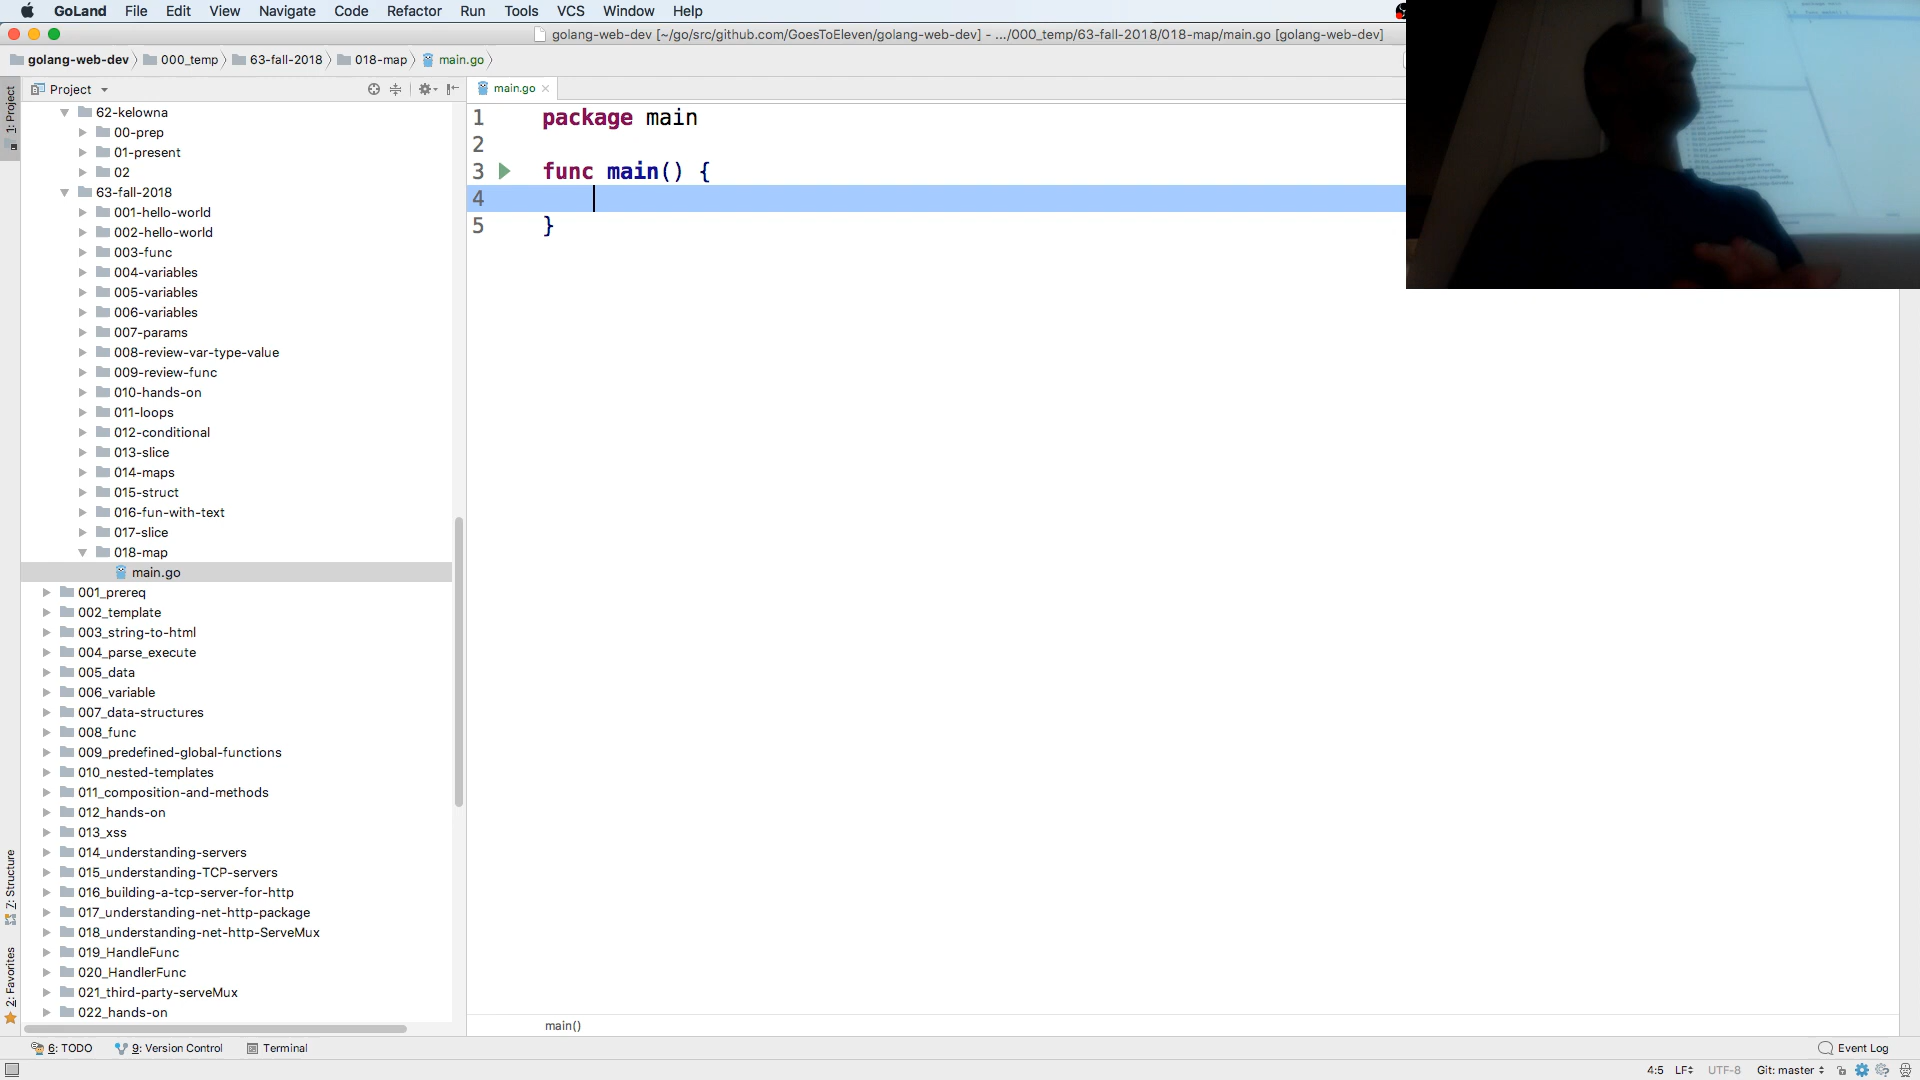 GoLand File Edit View Navigate Code Refactor Run Tools VCS Window Help
golang-web-dev [~/go/src/github.com/GoesToEleven/golang-web-dev] - .../000_temp/63-fall-2018/018-map/main.go [golang-web-dev]
golang-web-dev 000_temp 63-fall-2018 018-map main.go
1: Project
Project
main.go
62-kelowna
00-prep
01-present
02
63-fall-2018
001-hello-world
002-hello-world
003-func
004-variables
005-variables
006-variables
007-params
008-review-var-type-value
009-review-func
010-hands-on
011-loops
012-conditional
013-slice
014-maps
015-struct
016-fun-with-text
017-slice
018-map
main.go
001_prereq
002_template
003_string-to-html
004_parse_execute
005_data
006_variable
007_data-structures
008_func
009_predefined-global-functions
010_nested-templates
011_composition-and-methods
012_hands-on
013_xss
014_understanding-servers
015_understanding-TCP-servers
016_building-a-tcp-server-for-http
017_understanding-net-http-package
018_understanding-net-http-ServeMux
019_HandleFunc
020_HandlerFunc
021_third-party-serveMux
022_hands-on
7: Structure
2: Favorites
1 package main
2
3 func main() {
4
5 }
main()
6: TODO 9: Version Control Terminal Event Log
4:5 LF UTF-8 Git: master